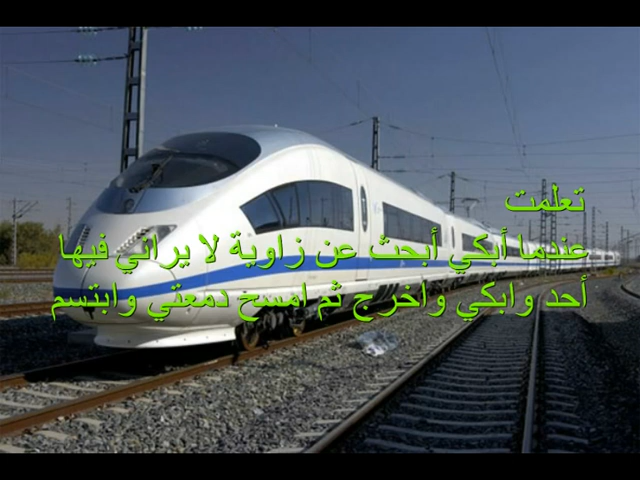 تعلمت
عندما أبكي أبحث عن زاوية لا يراني فيها
أحد وابكي واخرج ثم امسح دمعتي وابتسم